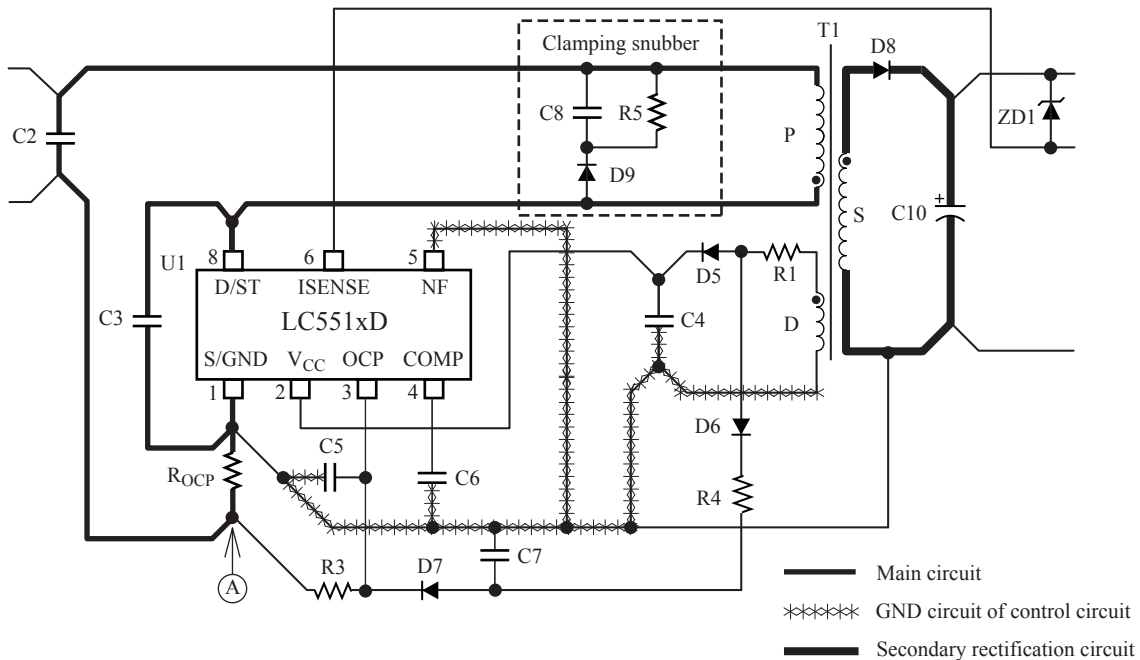 T1
Clamping snubber
D8
C8
R5
ZD1
C2
P
D9
C10
+
S
U1
8
6
5
D/ST
ISENSE
NF
D5
R1
C3
LC551xD
C4
D
S/GND
VCC
OCP
COMP
1
2
3
4
D6
C5
ROCP
C6
R4
C7
A
R3
D7
Main circuit
GND circuit of control circuit
Secondary rectification circuit